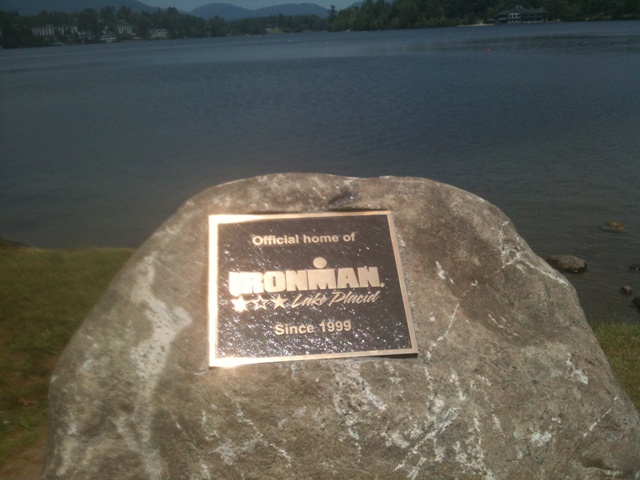 Official home of
IRONMAN
Lake Placid
Since 1999